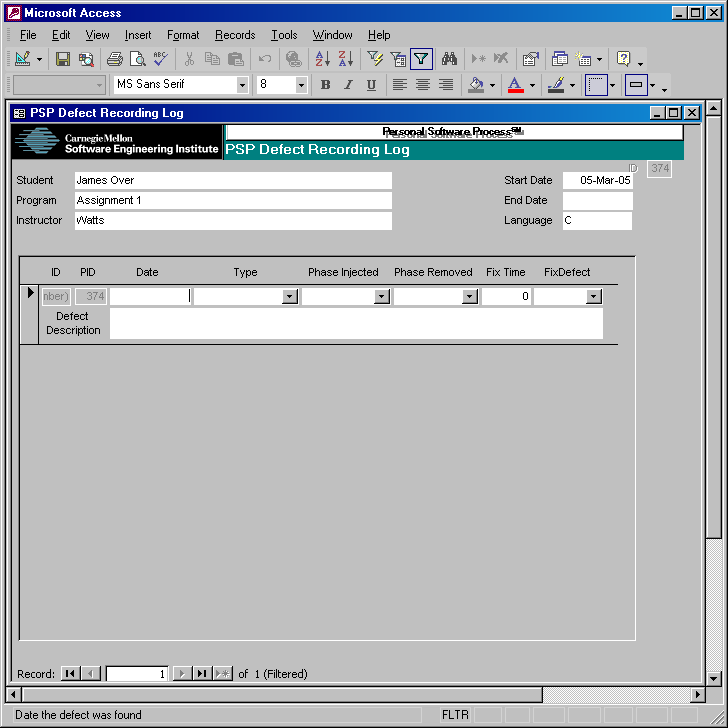 Microsoft Access
File Edit View Insert Format Records Tools Window Help
MS Sans Serif 8 B I U A
PSP Defect Recording Log
CarnegieMellon
Software Engineering Institute
Personal Software Process℠
PSP Defect Recording Log
ID 374
Student James Over Start Date 05-Mar-05
Program Assignment 1 End Date
Instructor Watts Language C
ID PID Date Type Phase Injected Phase Removed Fix Time FixDefect
nber) 374 0
Defect
Description
Record: 1 of 1 (Filtered)
Date the defect was found FLTR